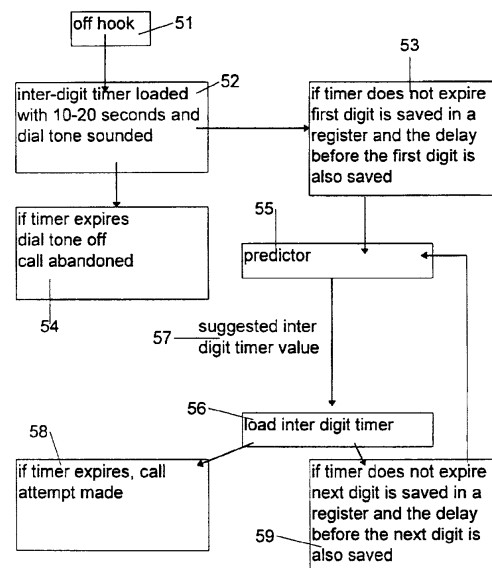 off hook
51
52
inter-digit timer loaded
with 10-20 seconds and
dial tone sounded
53
if timer does not expire
first digit is saved in a
register and the delay
before the first digit is
also saved
if timer expires
dial tone off
call abandoned
54
55
predictor
57
suggested inter
digit timer value
56
load inter digit timer
58
if timer expires, call
attempt made
if timer does not expire
next digit is saved in a
register and the delay
before the next digit is
also saved
59